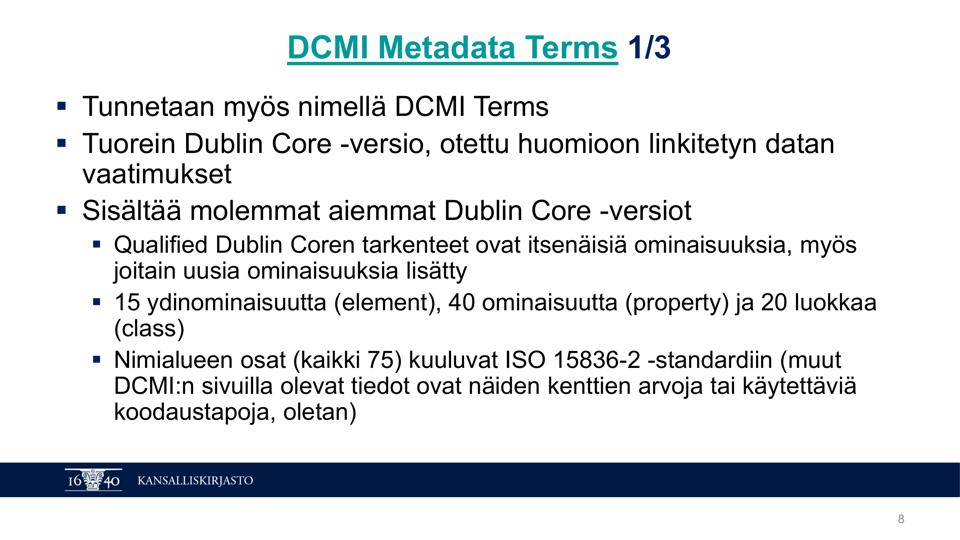 DCMI Metadata Terms 1/3
▪ Tunnetaan myös nimellä DCMI Terms
▪ Tuorein Dublin Core -versio, otettu huomioon linkitetyn datan
vaatimukset
▪ Sisältää molemmat aiemmat Dublin Core -versiot
▪ Qualified Dublin Coren tarkenteet ovat itsenäisiä ominaisuuksia, myös
joitain uusia ominaisuuksia lisätty
▪ 15 ydinominaisuutta (element), 40 ominaisuutta (property) ja 20 luokkaa
(class)
▪ Nimialueen osat (kaikki 75) kuuluvat ISO 15836-2 -standardiin (muut
DCMI:n sivuilla olevat tiedot ovat näiden kenttien arvoja tai käytettäviä
koodaustapoja, oletan)
16 40 KANSALLISKIRJASTO
8